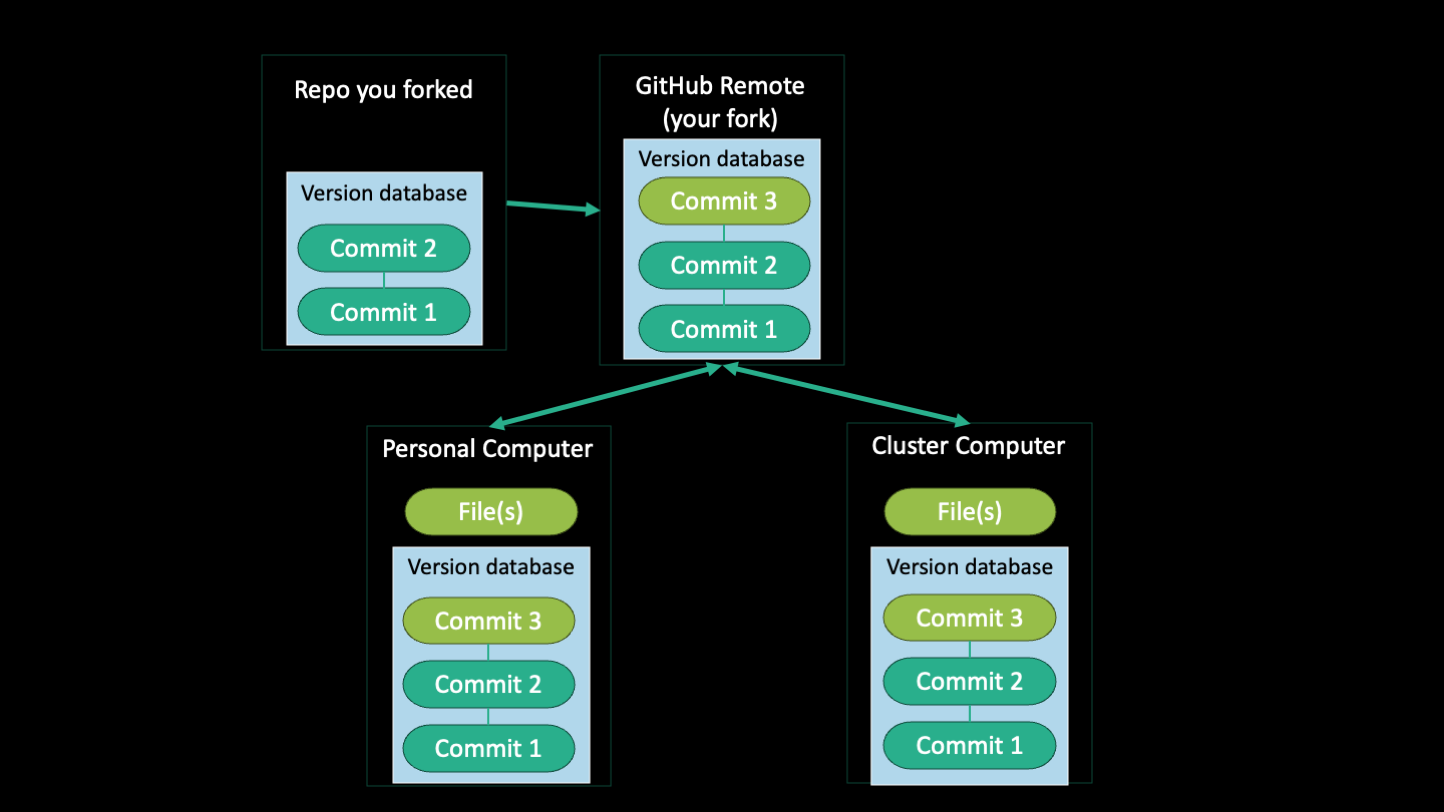 Repo you forked
Version database
Commit 2
Commit 1
GitHub Remote
(your fork)
Version database
Commit 3
Commit 2
Commit 1
Personal Computer
File(s)
Version database
Commit 3
Commit 2
Commit 1
Cluster Computer
File(s)
Version database
Commit 3
Commit 2
Commit 1